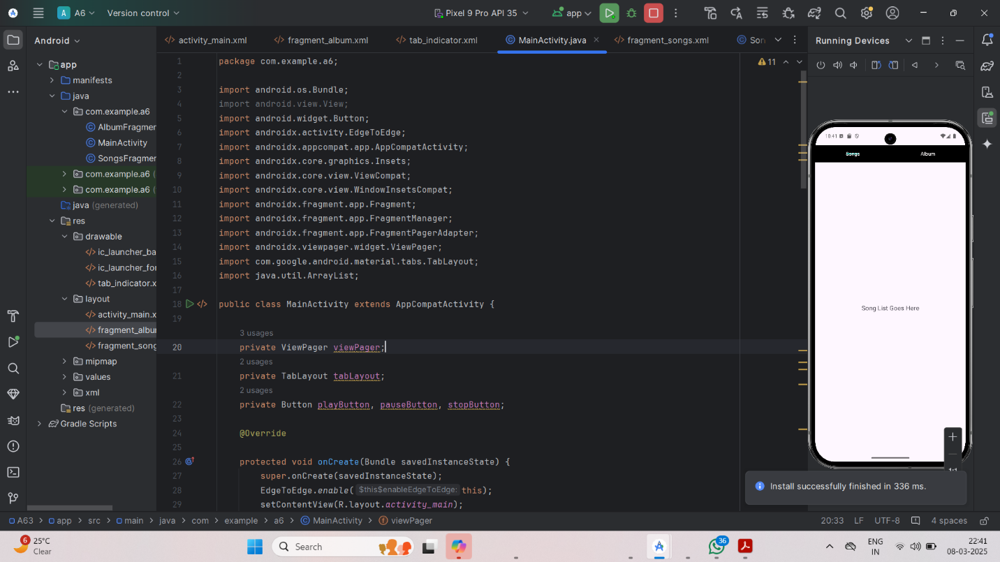 A A6 Version control Pixel 9 Pro API 35 app
Android
activity_main.xml fragment_album.xml tab_indicator.xml MainActivity.java fragment_songs.xml Son
Running Devices
app
manifests
java
com.example.a6
AlbumFragmer
MainActivity
SongsFragmer
com.example.a6 (
com.example.a6 (
java (generated)
res
drawable
ic_launcher_ba
ic_launcher_for
tab_indicator.x
layout
activity_main.x
fragment_albur
fragment_song
mipmap
values
xml
res (generated)
Gradle Scripts
11
1 package com.example.a6;
2
3 import android.os.Bundle;
4 import android.view.View;
5 import android.widget.Button;
6 import androidx.activity.EdgeToEdge;
7 import androidx.appcompat.app.AppCompatActivity;
8 import androidx.core.graphics.Insets;
9 import androidx.core.view.ViewCompat;
10 import androidx.core.view.WindowInsetsCompat;
11 import androidx.fragment.app.Fragment;
12 import androidx.fragment.app.FragmentManager;
13 import androidx.fragment.app.FragmentPagerAdapter;
14 import androidx.viewpager.widget.ViewPager;
15 import com.google.android.material.tabs.TabLayout;
16 import java.util.ArrayList;
17
18 public class MainActivity extends AppCompatActivity {
19
3 usages
20 private ViewPager viewPager;
2 usages
21 private TabLayout tabLayout;
2 usages
22 private Button playButton, pauseButton, stopButton;
23
24 @Override
25
26 protected void onCreate(Bundle savedInstanceState) {
27 super.onCreate(savedInstanceState);
28 EdgeToEdge.enable( $this$enableEdgeToEdge: this);
29 setContentView(R.layout.activity_main);
10:41
Songs Album
Song List Goes Here
1:1
Install successfully finished in 336 ms.
A63 > app > src > main > java > com > example > a6 > MainActivity > viewPager
20:33 LF UTF-8 4 spaces
6
25°C
Clear
Search
36
ENG
IN
22:41
08-03-2025